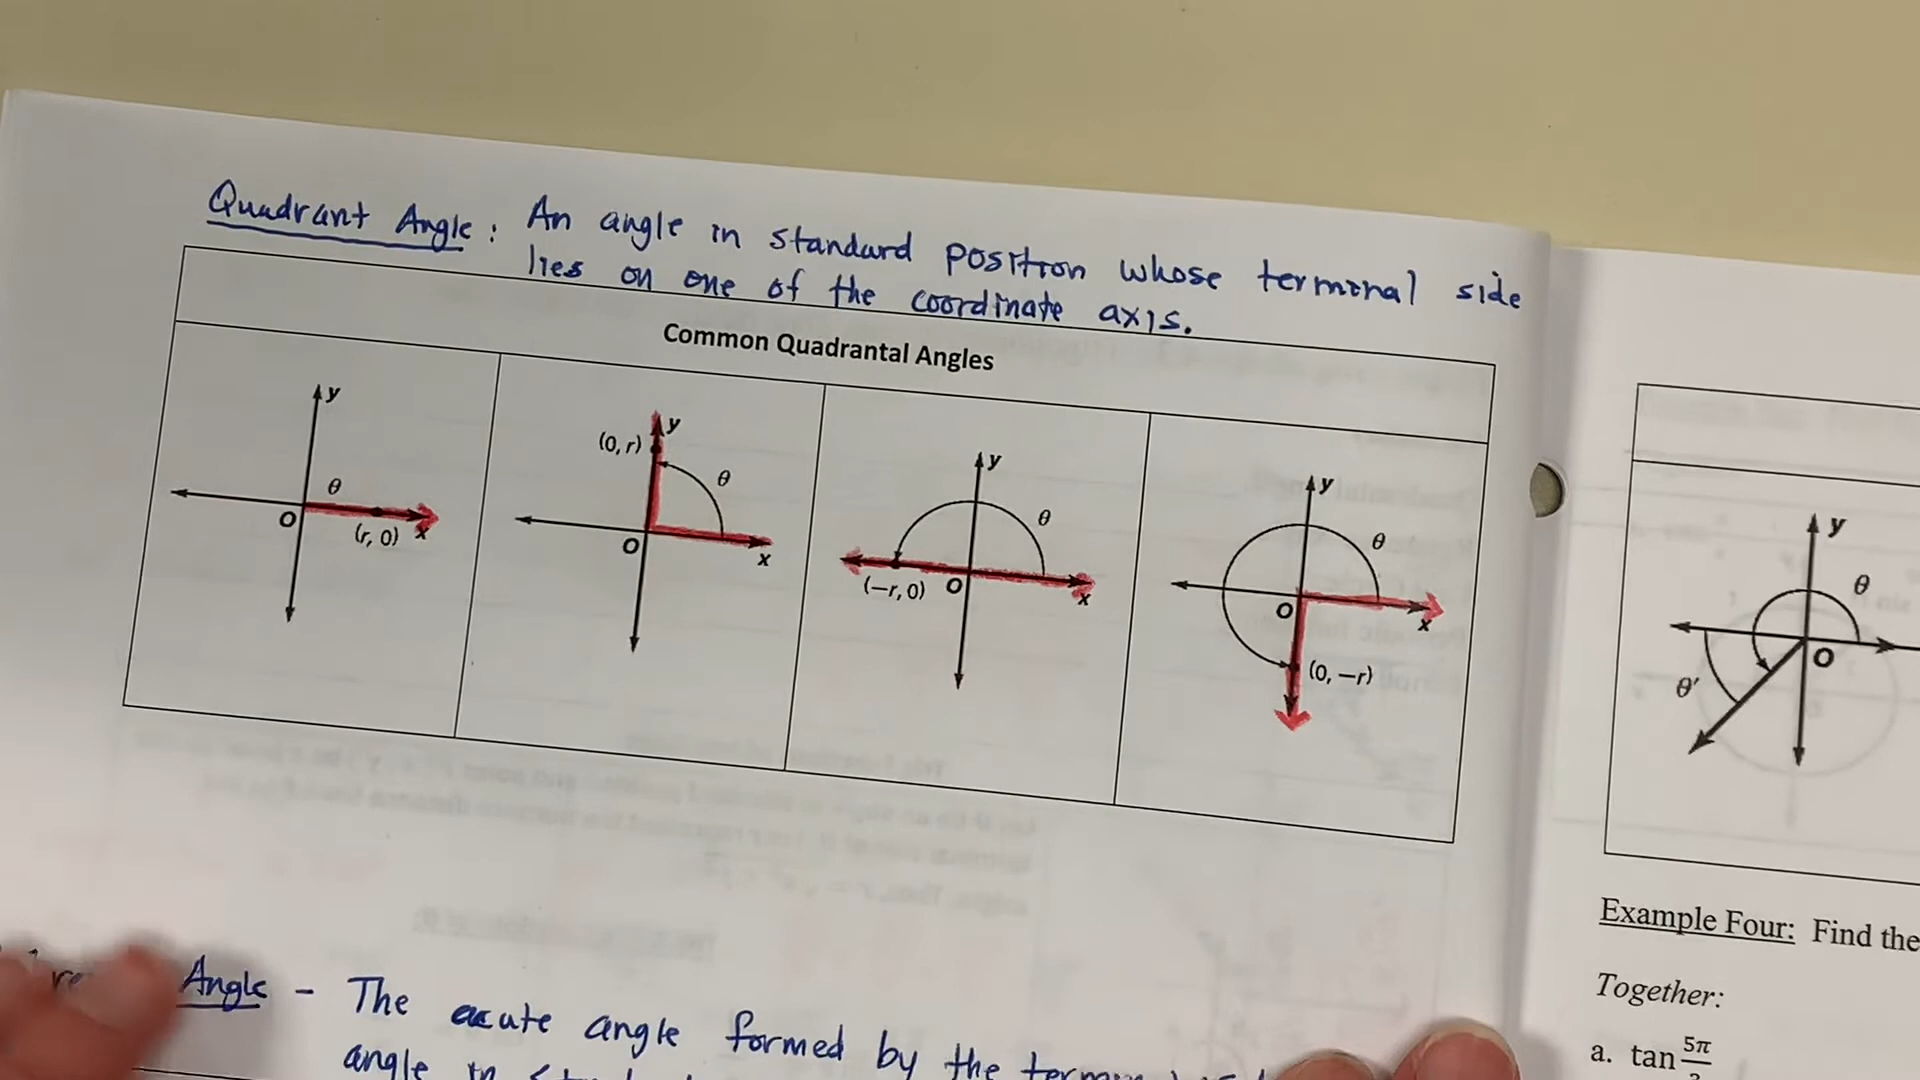 Quadrant Angle: An angle in standard position whose terminal side
lies on one of the coordinate axis.
Common Quadrantal Angles
y
θ
O
(r, 0)
x
(0, r)
y
θ
O
x
y
θ
(−r, 0)
O
x
y
θ
O
x
(0, −r)
Angle - The acute angle formed by the
angle in
y
θ
O
θ′
Example Four: Find the
Together:
a. tan 5π